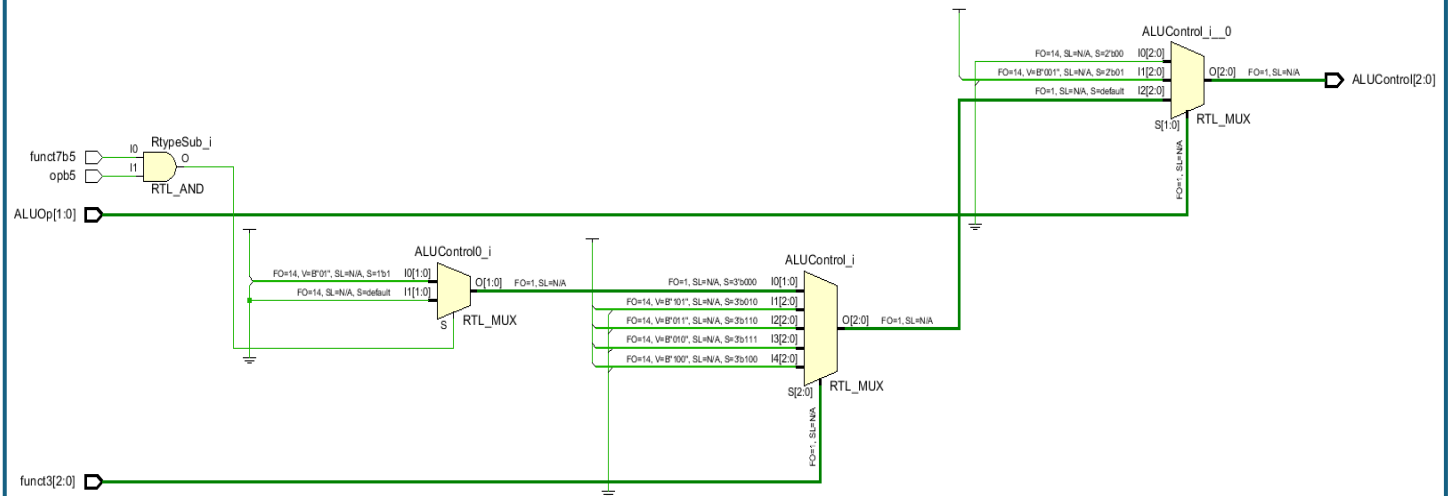 ALUControl_i__0
FO=14, SL=N/A, S=2'b00 I0[2:0]
FO=14, V=B"001", SL=N/A, S=2'b01 I1[2:0]
FO=1, SL=N/A, S=default I2[2:0]
O[2:0] FO=1, SL=N/A
ALUControl[2:0]
S[1:0]
RTL_MUX
FO=1, SL=N/A
RtypeSub_i
funct7b5 I0
opb5 I1
O
RTL_AND
ALUOp[1:0]
ALUControl0_i
FO=14, V=B"01", SL=N/A, S=1'b1 I0[1:0]
FO=14, SL=N/A, S=default I1[1:0]
O[1:0] FO=1, SL=N/A
S
RTL_MUX
ALUControl_i
FO=1, SL=N/A, S=3'b000 I0[1:0]
FO=14, V=B"101", SL=N/A, S=3'b010 I1[2:0]
FO=14, V=B"011", SL=N/A, S=3'b110 I2[2:0]
FO=14, V=B"010", SL=N/A, S=3'b111 I3[2:0]
FO=14, V=B"100", SL=N/A, S=3'b100 I4[2:0]
O[2:0] FO=1, SL=N/A
S[2:0]
RTL_MUX
FO=1, SL=N/A
funct3[2:0]